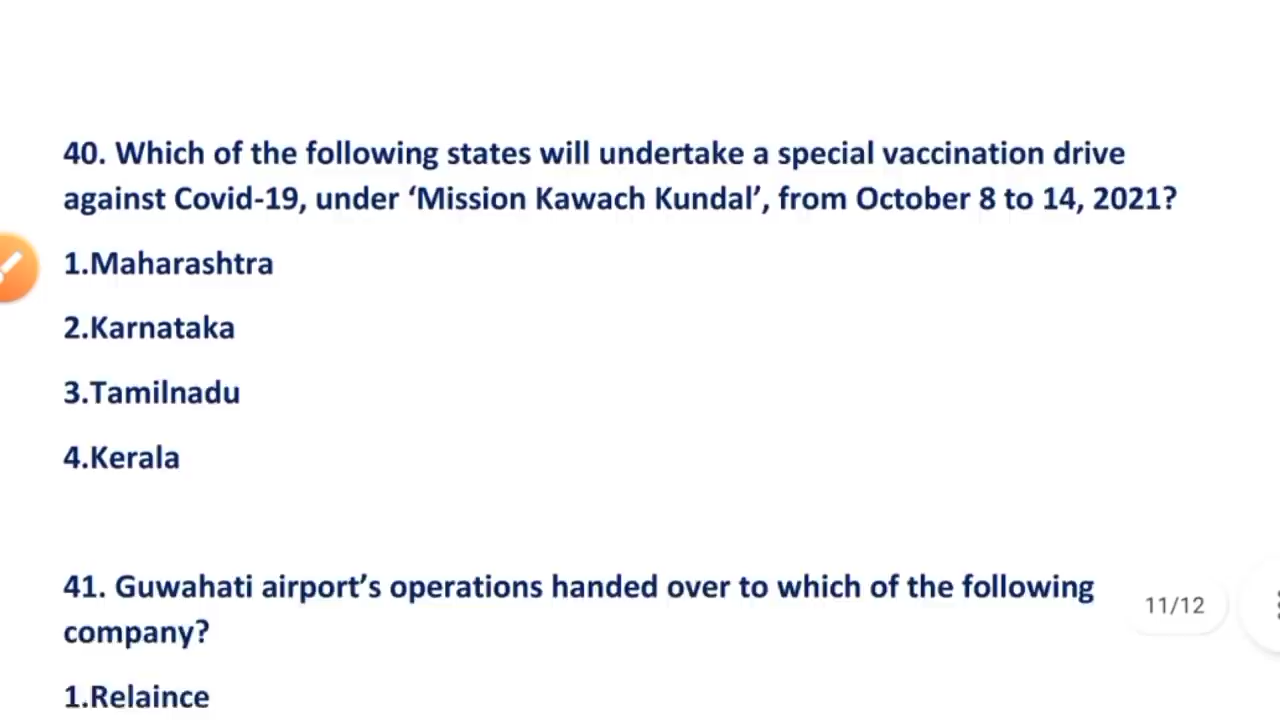 40. Which of the following states will undertake a special vaccination drive
against Covid-19, under ‘Mission Kawach Kundal’, from October 8 to 14, 2021?
1.Maharashtra
2.Karnataka
3.Tamilnadu
4.Kerala
41. Guwahati airport’s operations handed over to which of the following
company?
11/12
1.Relaince